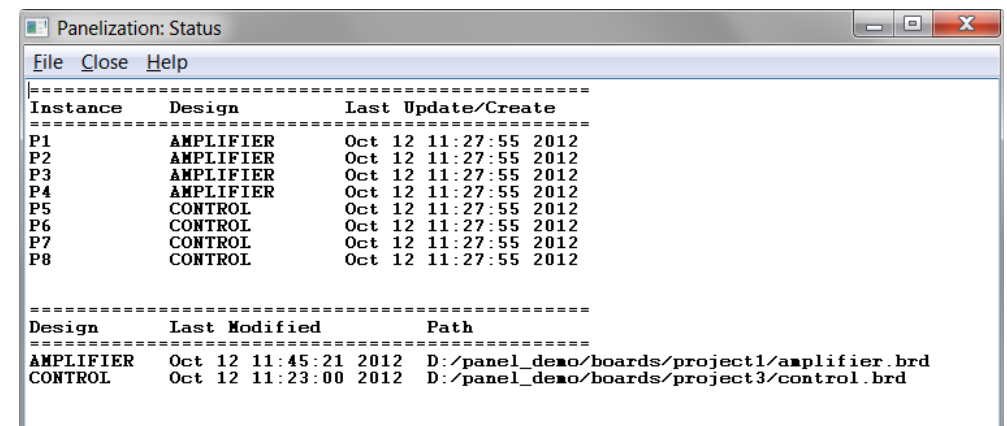 Panelization: Status
File Close Help
==================================================
Instance Design Last Update/Create
==================================================
P1 AMPLIFIER Oct 12 11:27:55 2012
P2 AMPLIFIER Oct 12 11:27:55 2012
P3 AMPLIFIER Oct 12 11:27:55 2012
P4 AMPLIFIER Oct 12 11:27:55 2012
P5 CONTROL Oct 12 11:27:55 2012
P6 CONTROL Oct 12 11:27:55 2012
P7 CONTROL Oct 12 11:27:55 2012
P8 CONTROL Oct 12 11:27:55 2012
==================================================
Design Last Modified Path
==================================================
AMPLIFIER Oct 12 11:45:21 2012 D:/panel_demo/boards/project1/amplifier.brd
CONTROL Oct 12 11:23:00 2012 D:/panel_demo/boards/project3/control.brd